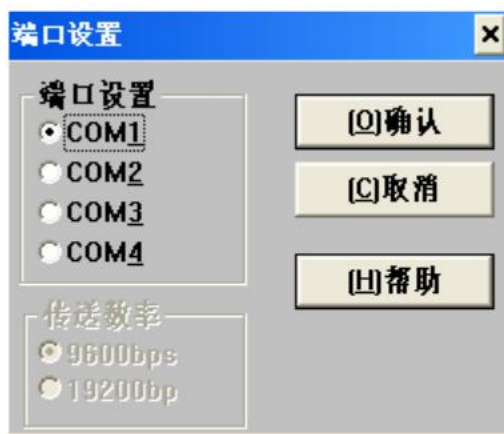 端口设置
端口设置
COM1
COM2
COM3
COM4
传送数率
9600bps
19200bp
(O)确认
(C)取消
(H)帮助